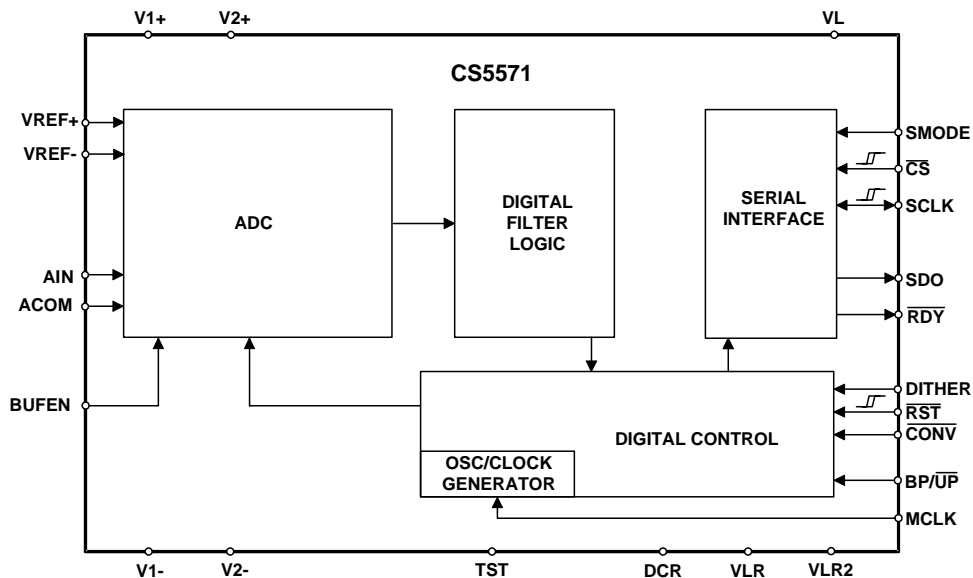 V1+
V2+
VL
CS5571
VREF+
VREF-
AIN
ACOM
BUFEN
ADC
DIGITAL
FILTER
LOGIC
SERIAL
INTERFACE
SMODE
CS
SCLK
SDO
RDY
DITHER
RST
CONV
BP/UP
MCLK
DIGITAL CONTROL
OSC/CLOCK
GENERATOR
V1-
V2-
TST
DCR
VLR
VLR2